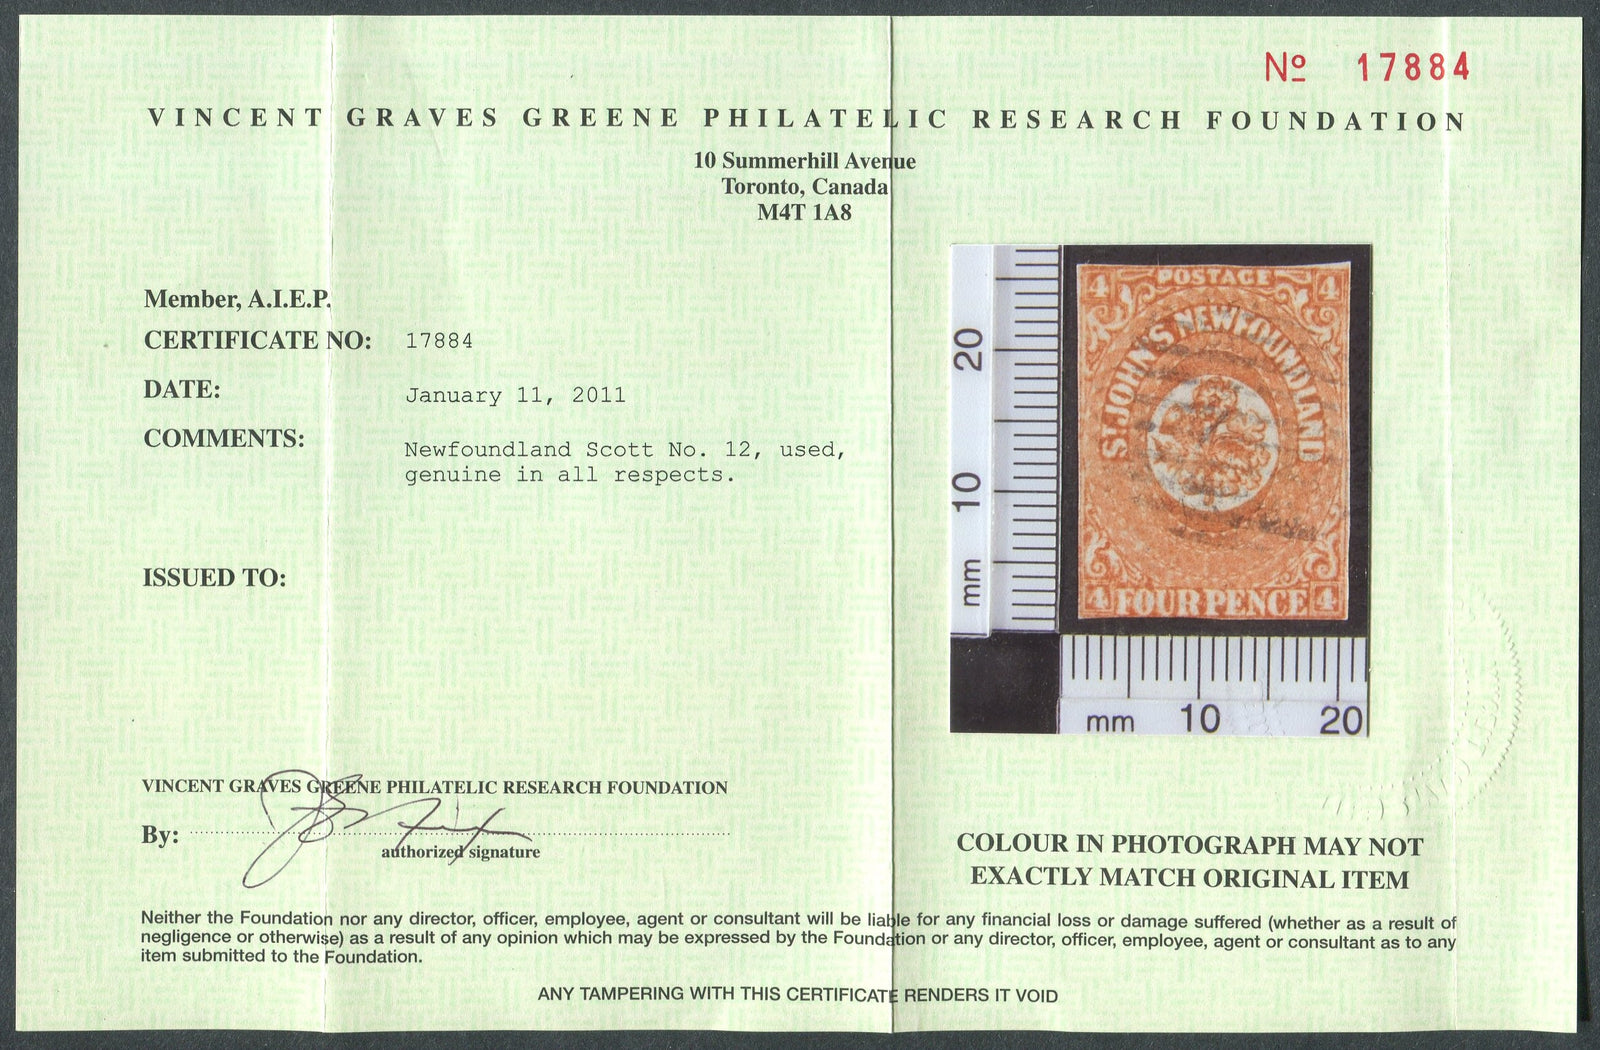 Nº 17884
VINCENT GRAVES GREENE PHILATELIC RESEARCH FOUNDATION
10 Summerhill Avenue
Toronto, Canada
M4T 1A8
Member, A.I.E.P.
CERTIFICATE NO: 17884
DATE: January 11, 2011
COMMENTS: Newfoundland Scott No. 12, used,
genuine in all respects.
ISSUED TO:
4 POSTAGE 4
ST. JOHN'S NEWFOUNDLAND
4 FOUR PENCE 4
20
10
mm
mm 10 20
VINCENT GRAVES GREENE PHILATELIC RESEARCH FOUNDATION
By:
authorized signature
COLOUR IN PHOTOGRAPH MAY NOT
EXACTLY MATCH ORIGINAL ITEM
Neither the Foundation nor any director, officer, employee, agent or consultant will be liable for any financial loss or damage suffered (whether as a result of
negligence or otherwise) as a result of any opinion which may be expressed by the Foundation or any director, officer, employee, agent or consultant as to any
item submitted to the Foundation.
ANY TAMPERING WITH THIS CERTIFICATE RENDERS IT VOID